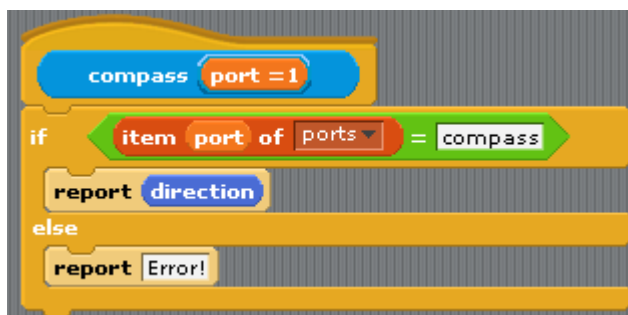 compass port =1
if item port of ports = compass
report direction
else
report Error!